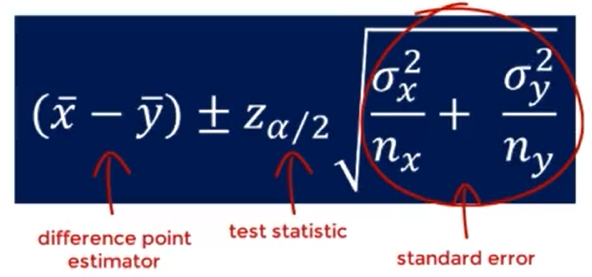 (x̄ − ȳ) ± z_{α/2} √(σ_x²/n_x + σ_y²/n_y)
difference point
estimator
test statistic
standard error